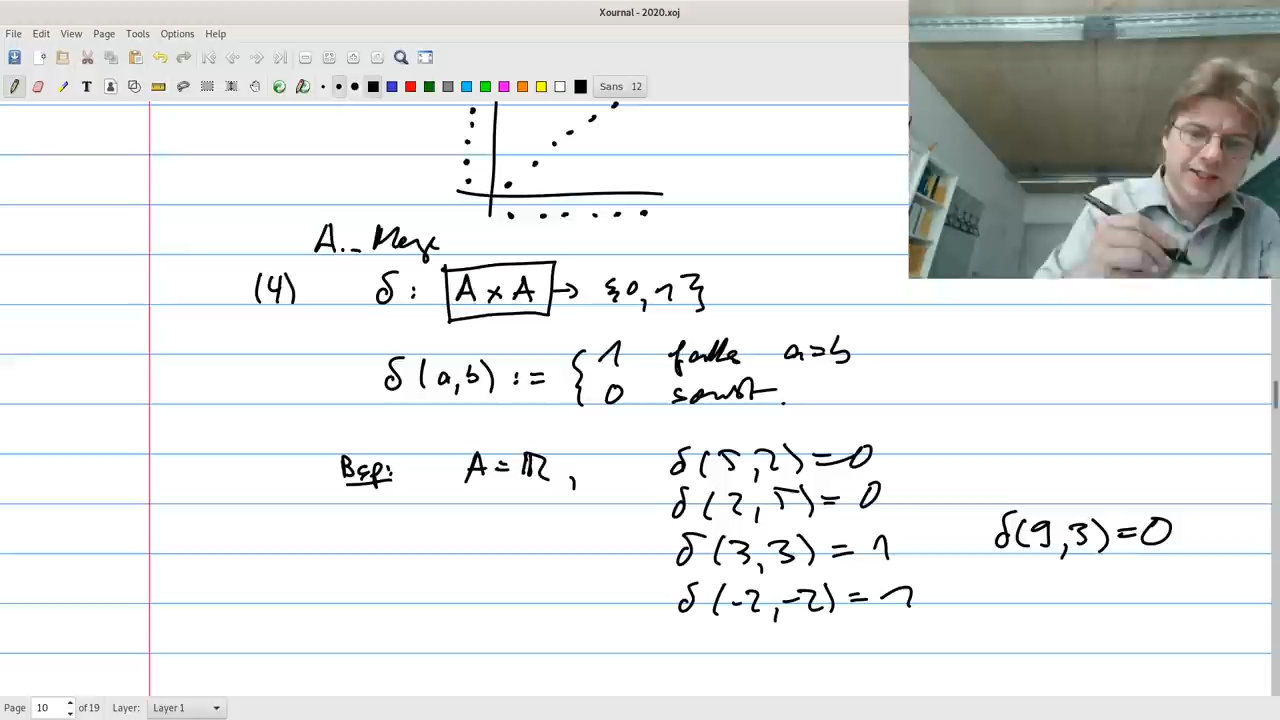 Xournal - 2020.xoj
File Edit View Page Tools Options Help
Sans 12
A.. Menge
(4) δ: A × A → {0, 1}
δ(a,b) := { 1 falls a=b
0 sonst.
Bsp: A = ℝ, δ(5,2)=0
δ(2,5)=0
δ(3,3)=1
δ(9,3)=0
δ(-2,-2)=1
Page 10 of 19 Layer: Layer 1